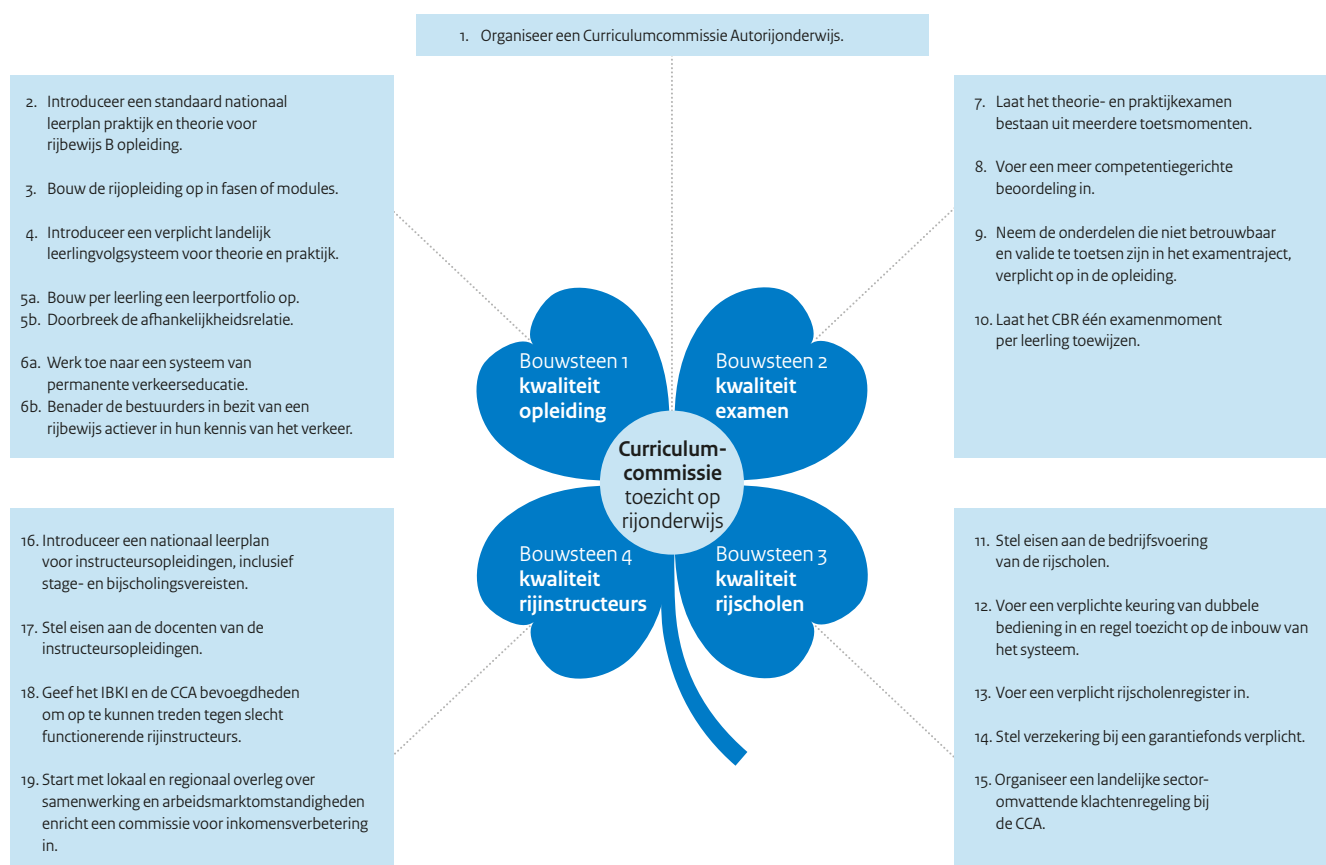 1. Organiseer een Curriculumcommissie Autorijonderwijs.
2. Introduceer een standaard nationaal
leerplan praktijk en theorie voor
rijbewijs B opleiding.
3. Bouw de rijopleiding op in fasen of modules.
4. Introduceer een verplicht landelijk
leerlingvolgsysteem voor theorie en praktijk.
5a. Bouw per leerling een leerportfolio op.
5b. Doorbreek de afhankelijkheidsrelatie.
6a. Werk toe naar een systeem van
permanente verkeerseducatie.
6b. Benader de bestuurders in bezit van een
rijbewijs actiever in hun kennis van het verkeer.
7. Laat het theorie- en praktijkexamen
bestaan uit meerdere toetsmomenten.
8. Voer een meer competentiegerichte
beoordeling in.
9. Neem de onderdelen die niet betrouwbaar
en valide te toetsen zijn in het examentraject,
verplicht op in de opleiding.
10. Laat het CBR één examenmoment
per leerling toewijzen.
Bouwsteen 1
kwaliteit
opleiding
Bouwsteen 2
kwaliteit
examen
Curriculum-
commissie
toezicht op
rijonderwijs
Bouwsteen 4
kwaliteit
rijinstructeurs
Bouwsteen 3
kwaliteit
rijscholen
16. Introduceer een nationaal leerplan
voor instructeursopleidingen, inclusief
stage- en bijscholingsvereisten.
17. Stel eisen aan de docenten van de
instructeursopleidingen.
18. Geef het IBKI en de CCA bevoegdheden
om op te kunnen treden tegen slecht
functionerende rijinstructeurs.
19. Start met lokaal en regionaal overleg over
samenwerking en arbeidsmarktomstandigheden
enricht een commissie voor inkomensverbetering
in.
11. Stel eisen aan de bedrijfsvoering
van de rijscholen.
12. Voer een verplichte keuring van dubbele
bediening in en regel toezicht op de inbouw van
het systeem.
13. Voer een verplicht rijscholenregister in.
14. Stel verzekering bij een garantiefonds verplicht.
15. Organiseer een landelijke sector-
omvattende klachtenregeling bij
de CCA.